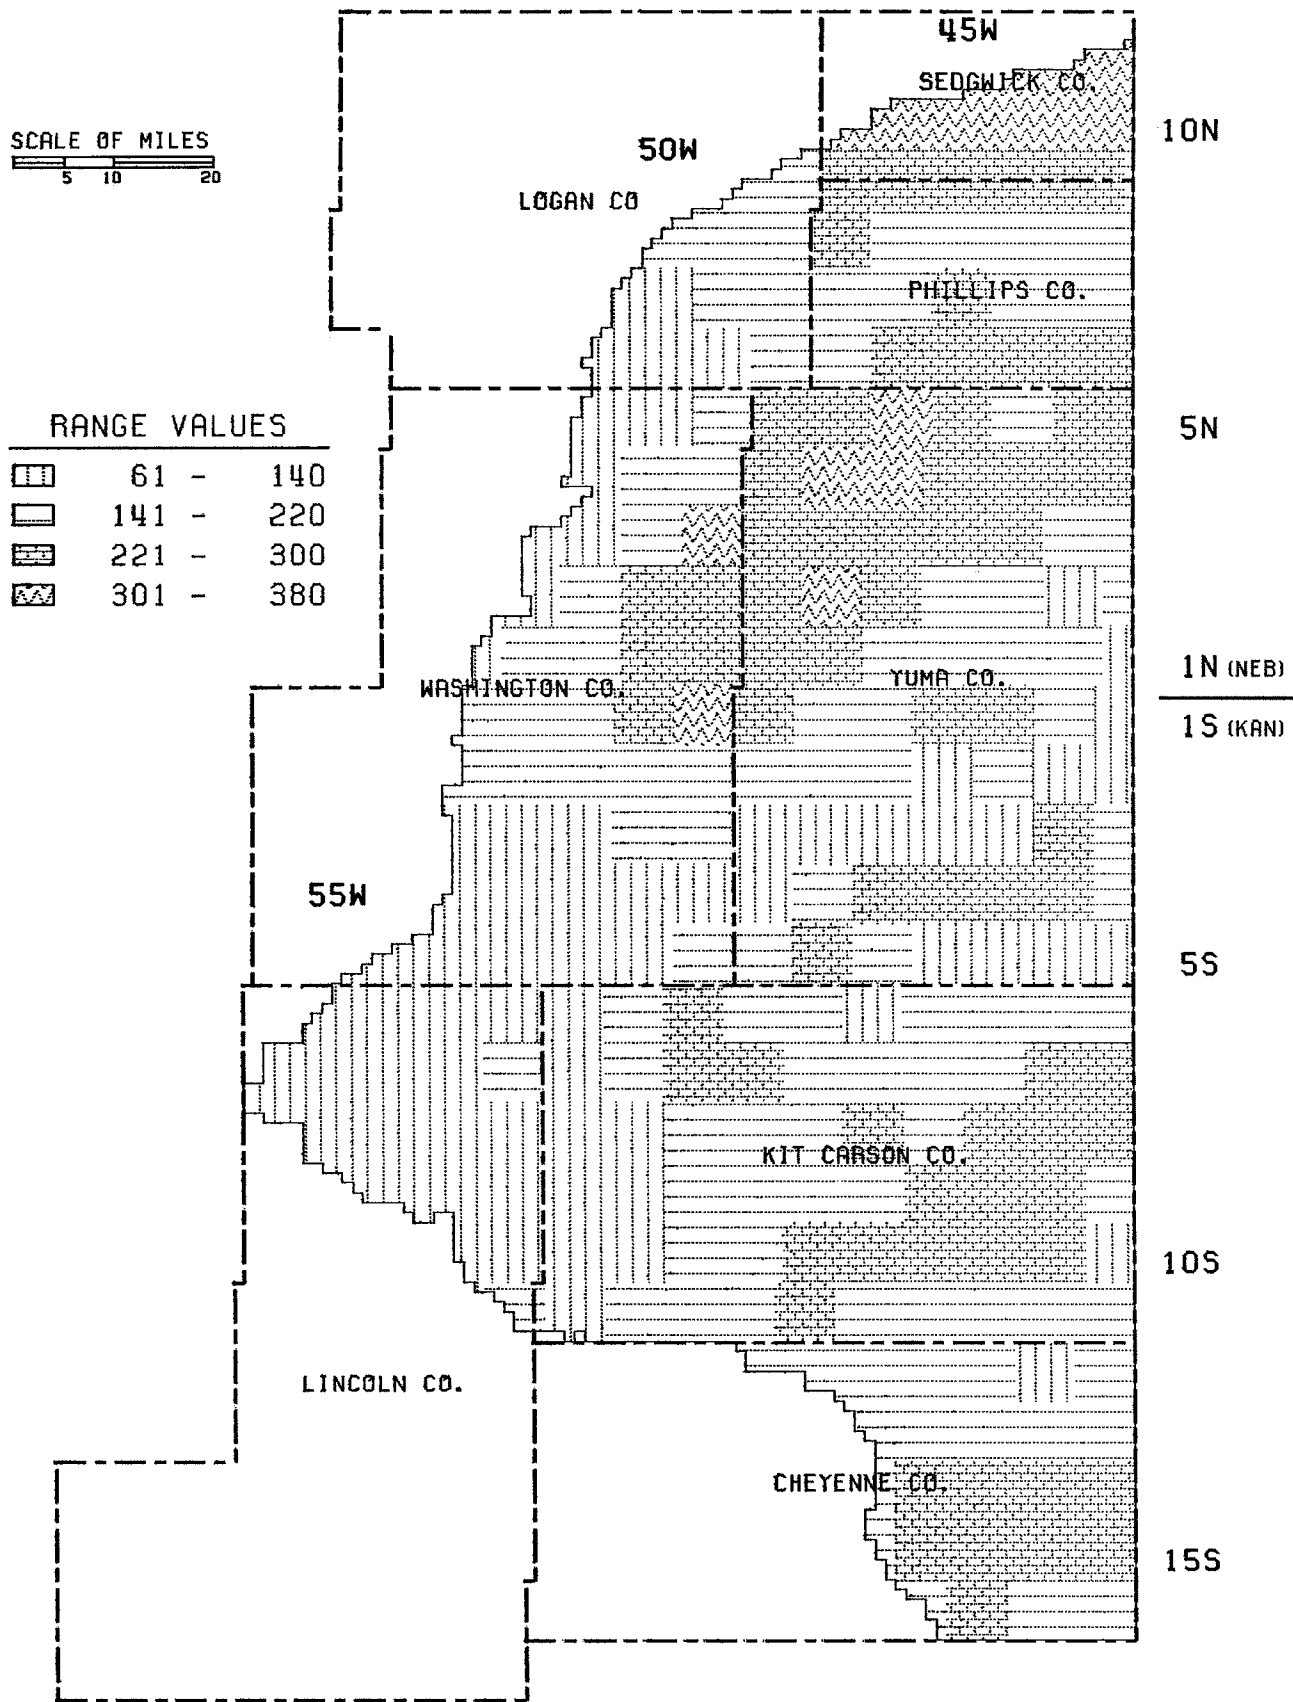 45W
SEDGWICK CO.
10N
SCALE OF MILES
5 10 20
50W
LOGAN CO
PHILLIPS CO.
RANGE VALUES
61 - 140
141 - 220
221 - 300
301 - 380
5N
1N (NEB)
WASHINGTON CO.
YUMA CO.
1S (KAN)
55W
5S
KIT CARSON CO.
10S
LINCOLN CO.
CHEYENNE CO.
15S